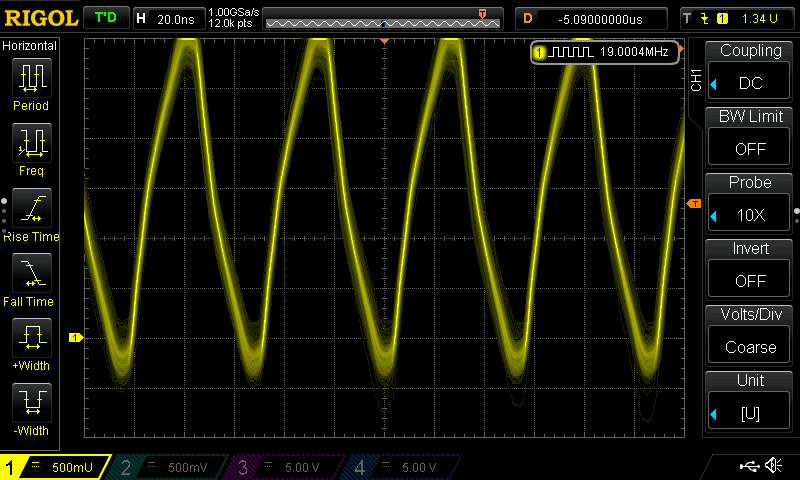 RIGOL T'D H 20.0ns 1.00GSa/s 12.0k pts T D -5.09000000us T 1 1.34 U
Horizontal
Period
Freq
Rise Time
Fall Time
+Width
-Width
1 19.0004MHz
T
1
CH1
Coupling
DC
BW Limit
OFF
Probe
10X
Invert
OFF
Volts/Div
Coarse
Unit
[U]
1 500mU 2 500mV 3 5.00 V 4 5.00 V